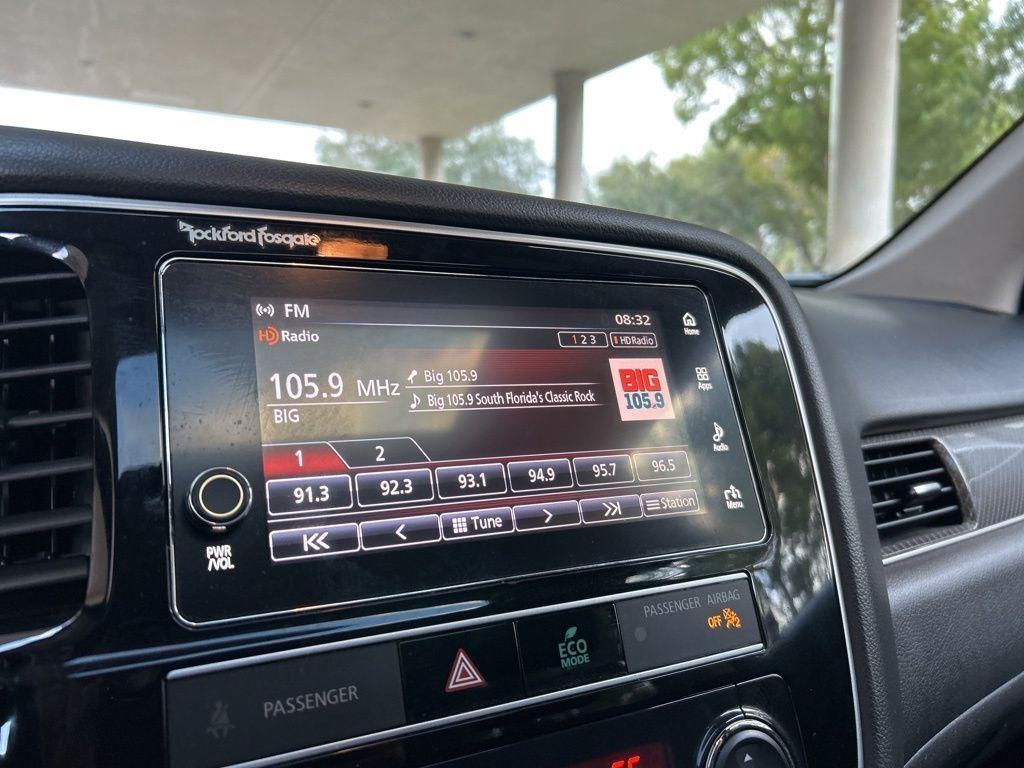 Rockford Fosgate
FM 08:32
HD Radio 1 2 3 HD Radio
Home
105.9 MHz Big 105.9
BIG Big 105.9 South Florida's Classic Rock
BIG
105.9
Apps
1 2
Audio
91.3 92.3 93.1 94.9 95.7 96.5
Tune Station
Menu
PWR
/VOL
PASSENGER
ECO
MODE
PASSENGER AIRBAG
OFF